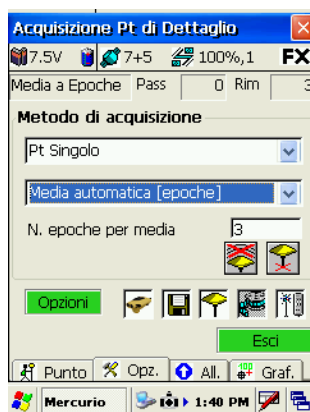 Acquisizione Pt di Dettaglio
7.5V 7+5 100%,1 FX
Media a Epoche Pass 0 Rim 3
Metodo di acquisizione
Pt Singolo
Media automatica [epoche]
N. epoche per media 3
Opzioni
Esci
Punto Opz. All. Graf.
Mercurio 1:40 PM